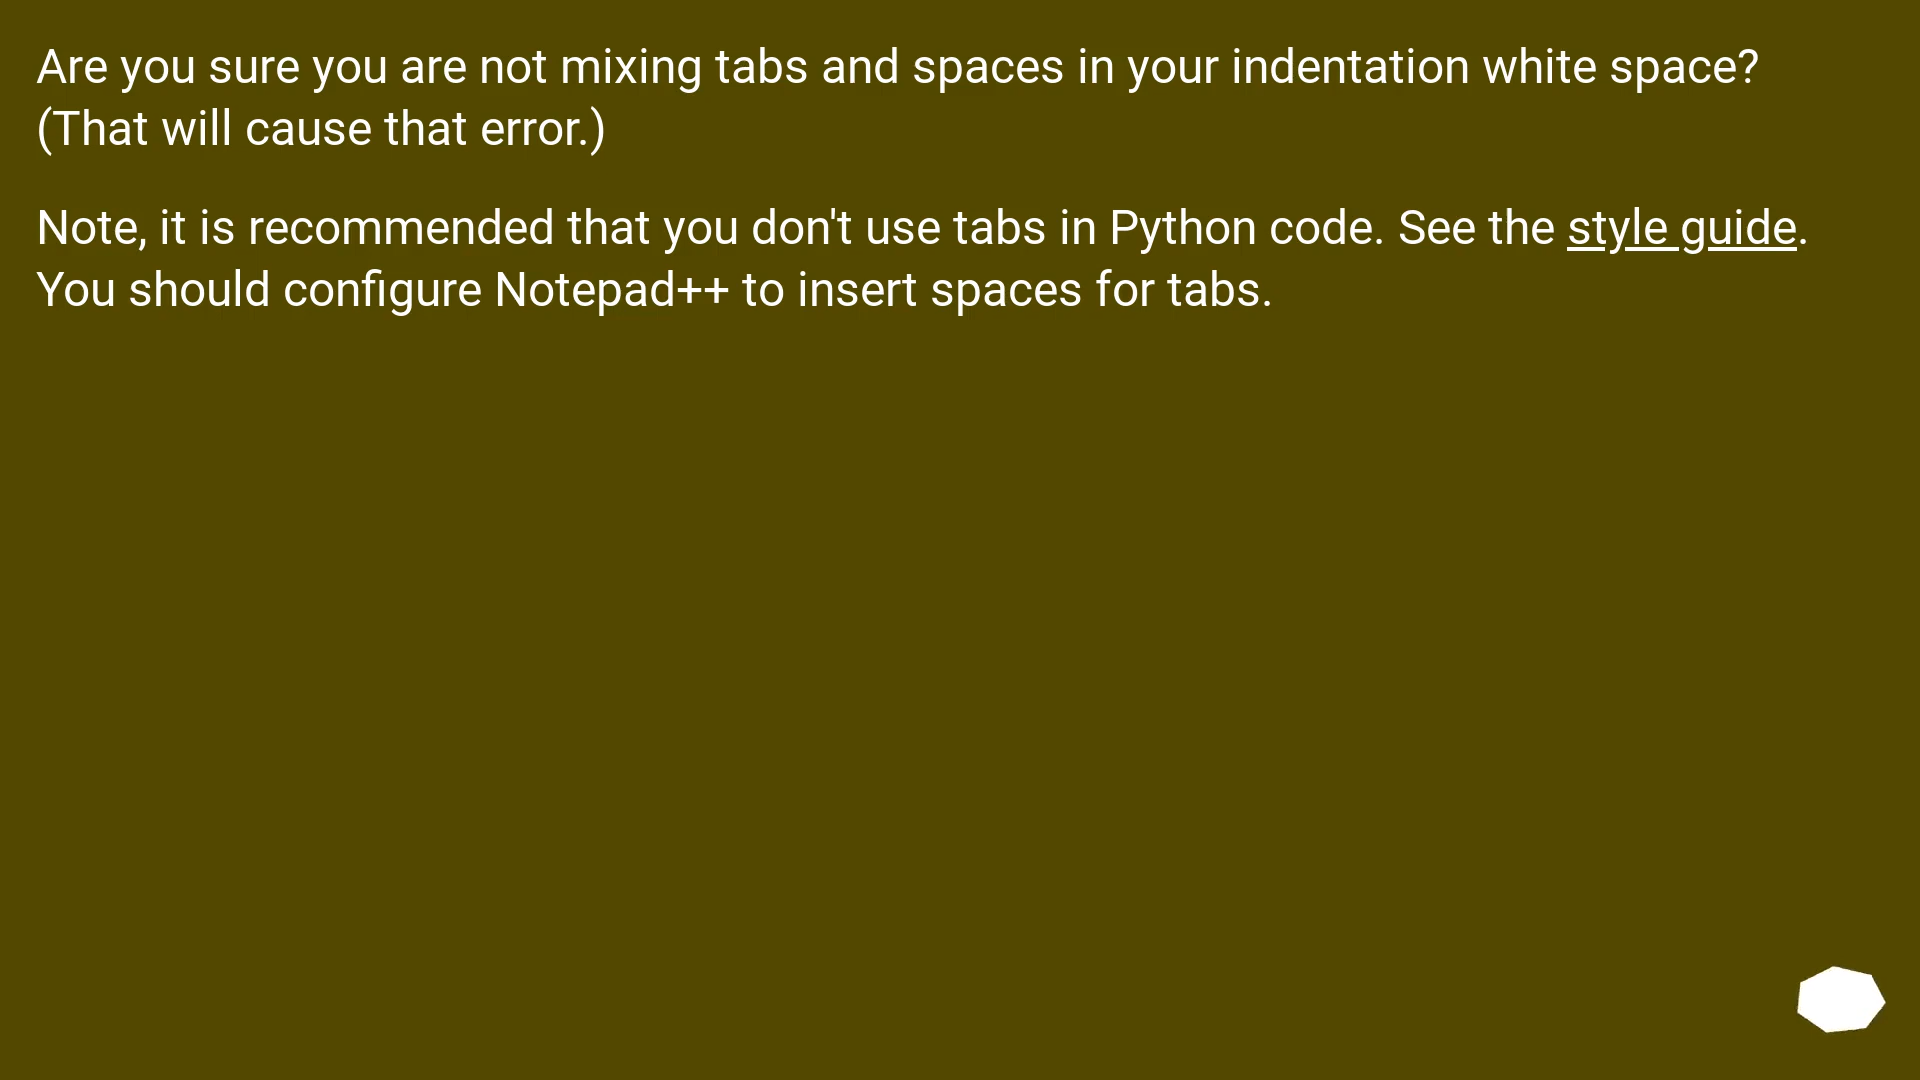 Are you sure you are not mixing tabs and spaces in your indentation white space?
(That will cause that error.)
Note, it is recommended that you don't use tabs in Python code. See the style guide.
You should configure Notepad++ to insert spaces for tabs.